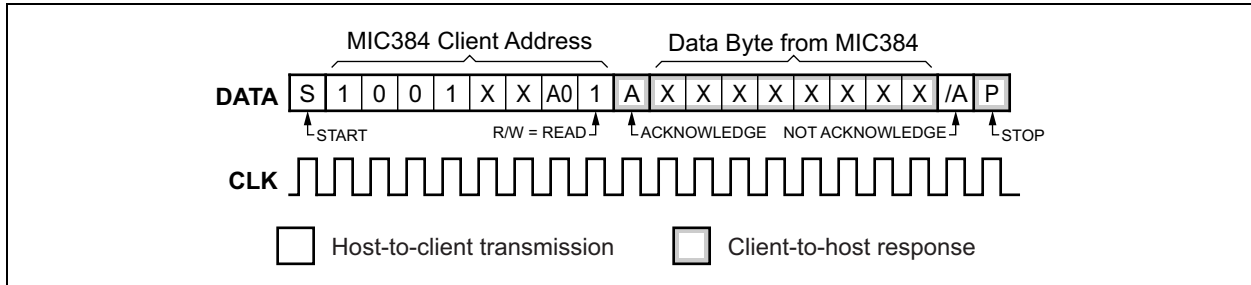 MIC384 Client Address Data Byte from MIC384
DATA S 1 0 0 1 X X A0 1 A X X X X X X X X /A P
START R/W = READ ACKNOWLEDGE NOT ACKNOWLEDGE STOP
CLK
Host-to-client transmission Client-to-host response